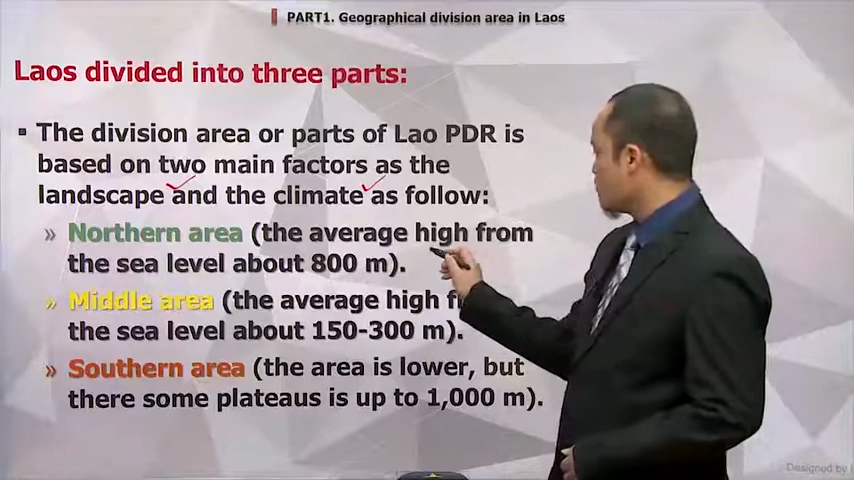 PART1. Geographical division area in Laos
Laos divided into three parts:
▪ The division area or parts of Lao PDR is
based on two main factors as the
landscape and the climate as follow:
» Northern area (the average high from
the sea level about 800 m).
» Middle area (the average high
the sea level about 150-300 m).
» Southern area (the area is lower, but
there some plateaus is up to 1,000 m).
Designed by